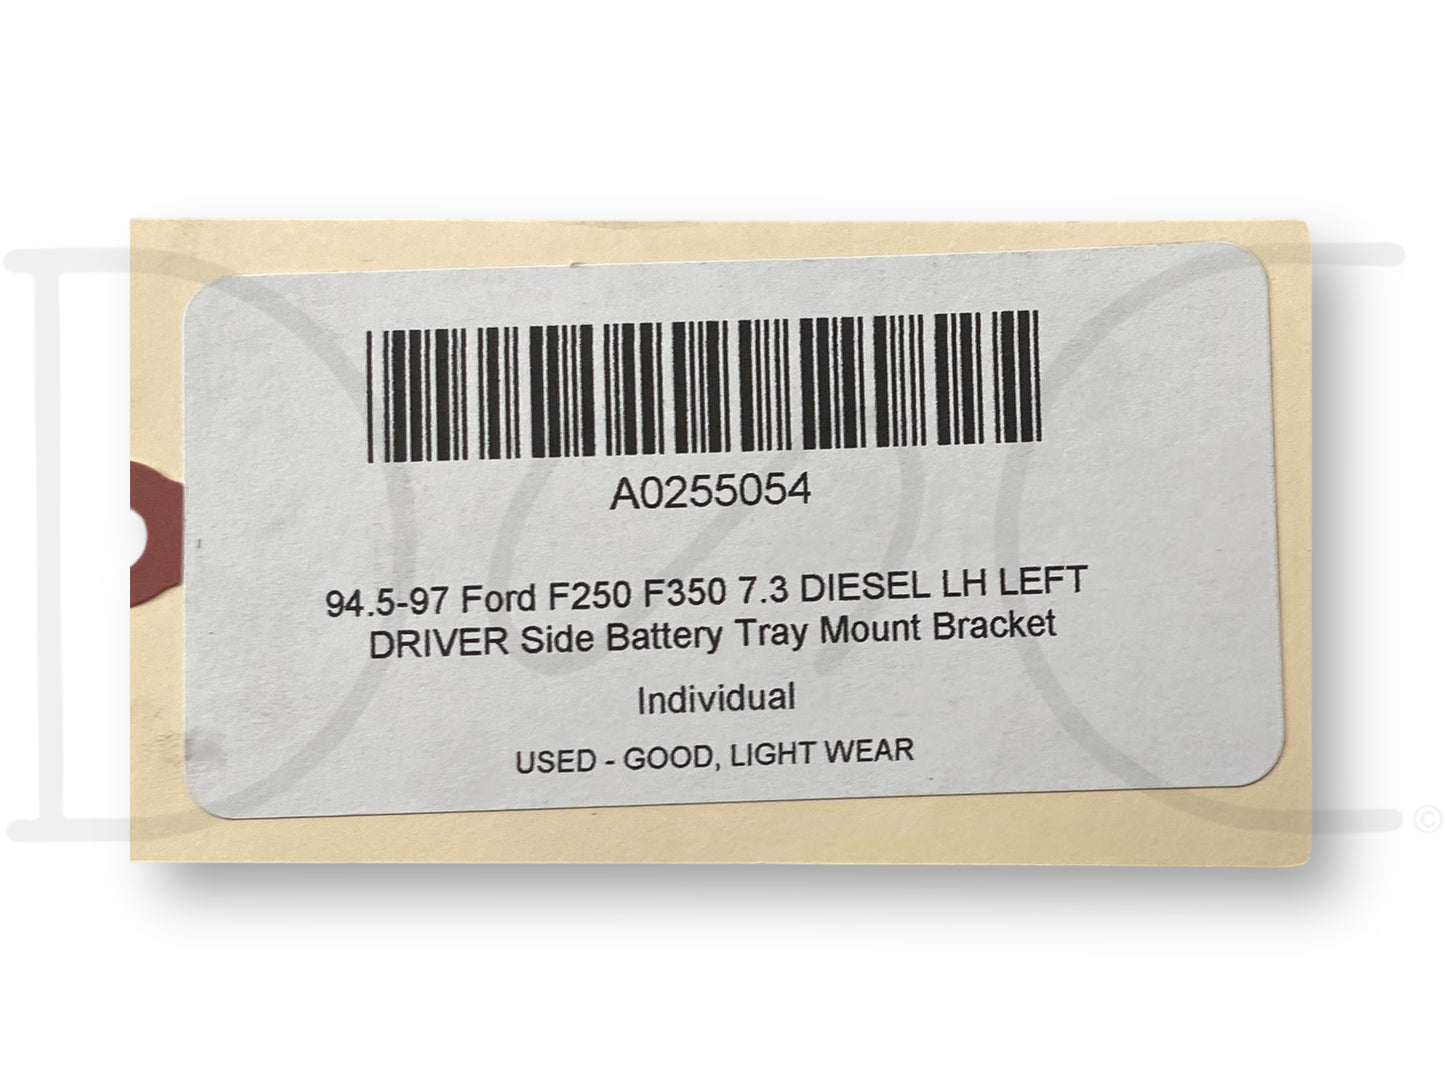 A0255054
94.5-97 Ford F250 F350 7.3 DIESEL LH LEFT
DRIVER Side Battery Tray Mount Bracket
Individual
USED - GOOD, LIGHT WEAR
©